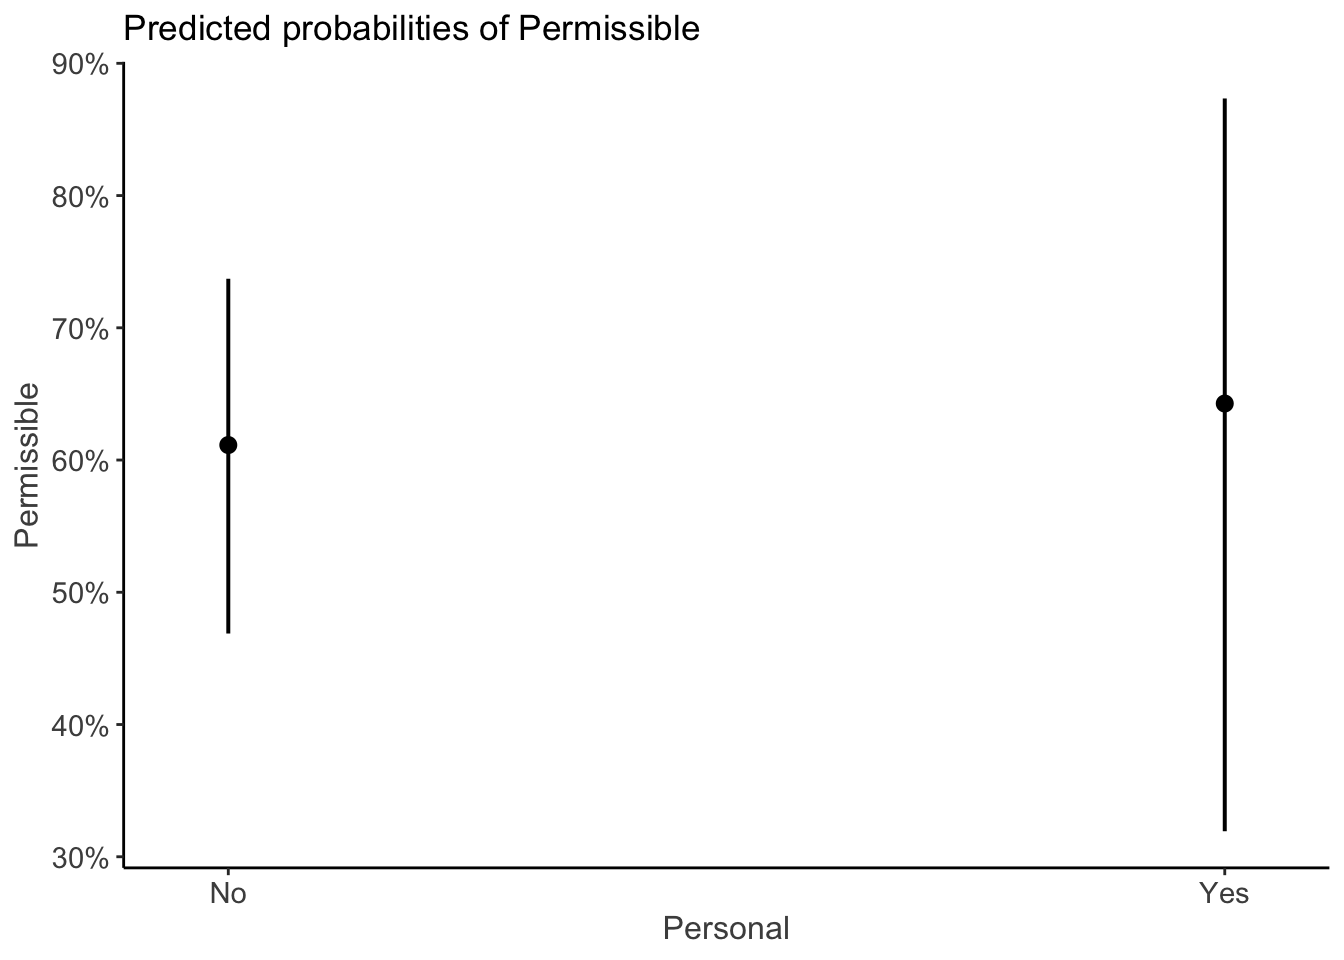 Predicted probabilities of Permissible
90%
80%
70%
60%
50%
40%
30%
Permissible
No
Yes
Personal